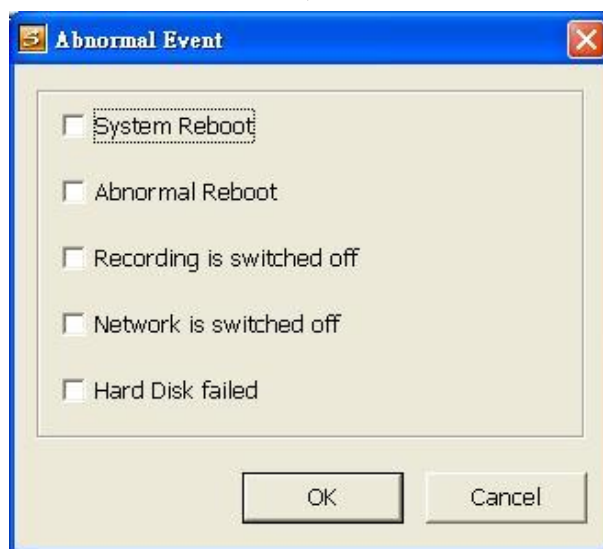 Abnormal Event
System Reboot
Abnormal Reboot
Recording is switched off
Network is switched off
Hard Disk failed
OK Cancel